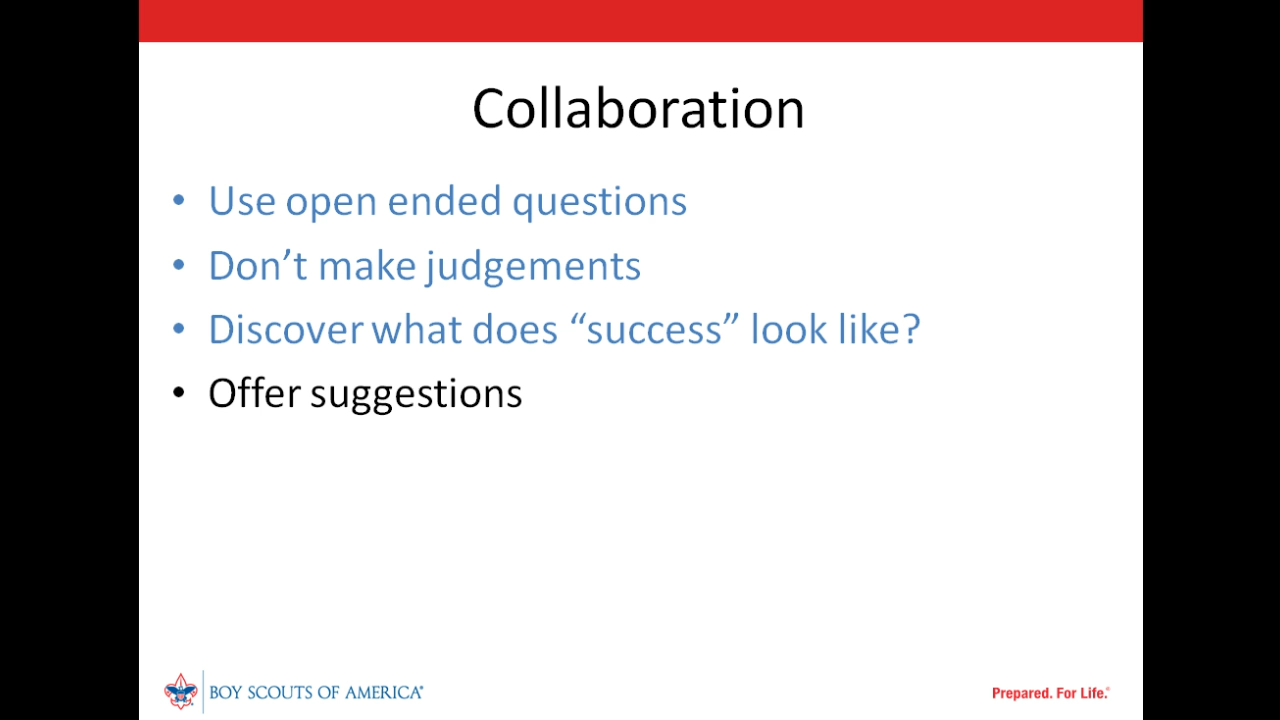 Collaboration
• Use open ended questions
• Don’t make judgements
• Discover what does “success” look like?
• Offer suggestions
BOY SCOUTS OF AMERICA®
Prepared. For Life.®